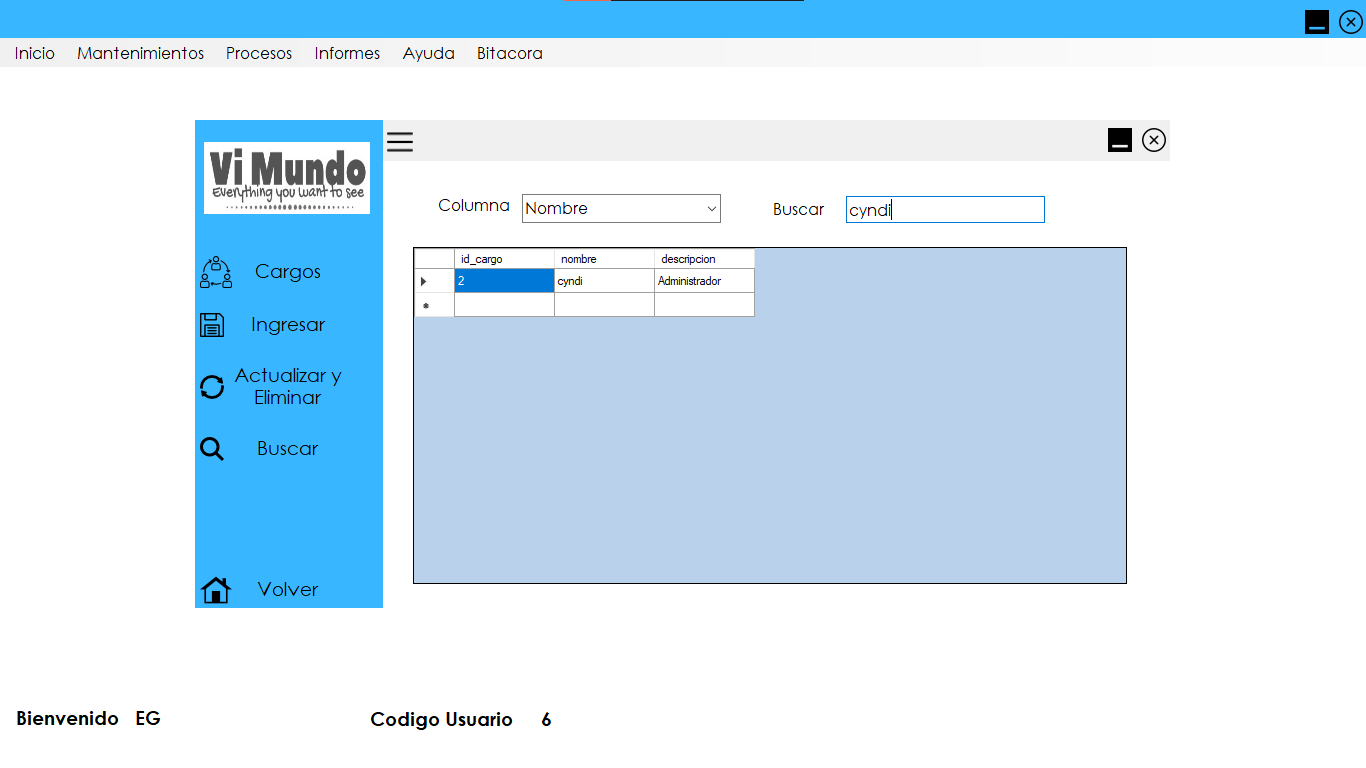 Inicio Mantenimientos Procesos Informes Ayuda Bitacora
Vi Mundo
Everything you want to see
Columna Nombre Buscar cyndi
id_cargo nombre descripcion
2 cyndi Administrador
Cargos
Ingresar
Actualizar y
Eliminar
Buscar
Volver
Bienvenido EG Codigo Usuario 6